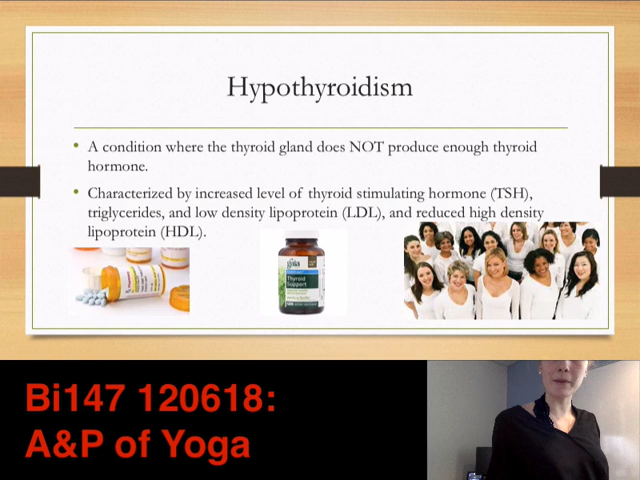 Hypothyroidism
• A condition where the thyroid gland does NOT produce enough thyroid
hormone.
• Characterized by increased level of thyroid stimulating hormone (TSH),
triglycerides, and low density lipoprotein (LDL), and reduced high density
lipoprotein (HDL).
gaia
Thyroid
Support
Bi147 120618:
A&P of Yoga